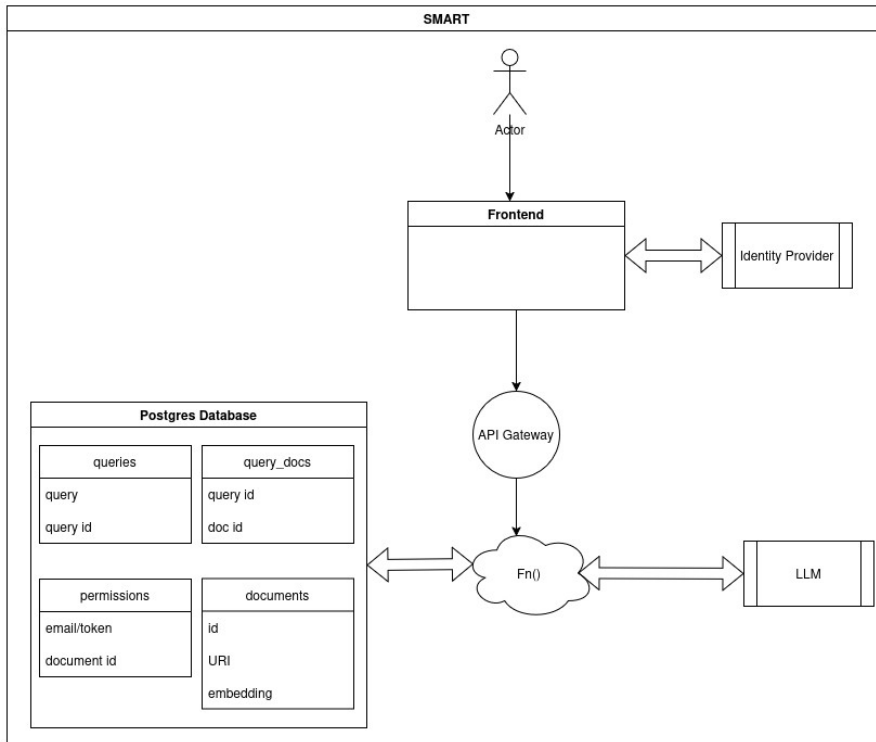 SMART
Actor
Frontend
Identity Provider
API Gateway
Postgres Database
queries
query
query id
query_docs
query id
doc id
permissions
email/token
document id
documents
id
URI
embedding
Fn()
LLM